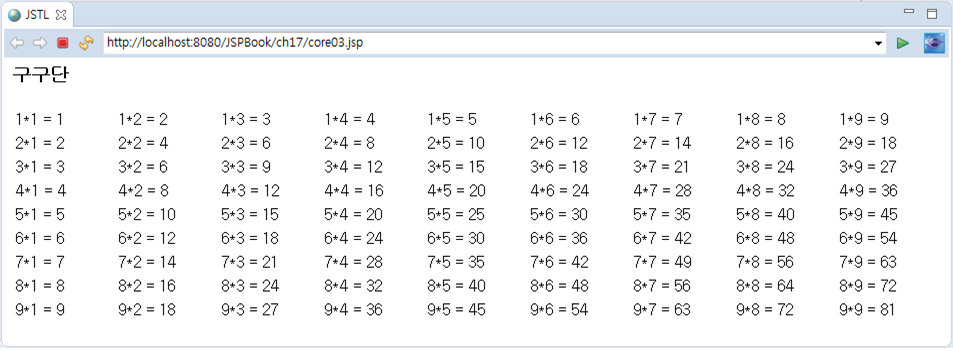 JSTL
http://localhost:8080/JSPBook/ch17/core03.jsp
구구단
1*1 = 1 1*2 = 2 1*3 = 3 1*4 = 4 1*5 = 5 1*6 = 6 1*7 = 7 1*8 = 8 1*9 = 9
2*1 = 2 2*2 = 4 2*3 = 6 2*4 = 8 2*5 = 10 2*6 = 12 2*7 = 14 2*8 = 16 2*9 = 18
3*1 = 3 3*2 = 6 3*3 = 9 3*4 = 12 3*5 = 15 3*6 = 18 3*7 = 21 3*8 = 24 3*9 = 27
4*1 = 4 4*2 = 8 4*3 = 12 4*4 = 16 4*5 = 20 4*6 = 24 4*7 = 28 4*8 = 32 4*9 = 36
5*1 = 5 5*2 = 10 5*3 = 15 5*4 = 20 5*5 = 25 5*6 = 30 5*7 = 35 5*8 = 40 5*9 = 45
6*1 = 6 6*2 = 12 6*3 = 18 6*4 = 24 6*5 = 30 6*6 = 36 6*7 = 42 6*8 = 48 6*9 = 54
7*1 = 7 7*2 = 14 7*3 = 21 7*4 = 28 7*5 = 35 7*6 = 42 7*7 = 49 7*8 = 56 7*9 = 63
8*1 = 8 8*2 = 16 8*3 = 24 8*4 = 32 8*5 = 40 8*6 = 48 8*7 = 56 8*8 = 64 8*9 = 72
9*1 = 9 9*2 = 18 9*3 = 27 9*4 = 36 9*5 = 45 9*6 = 54 9*7 = 63 9*8 = 72 9*9 = 81